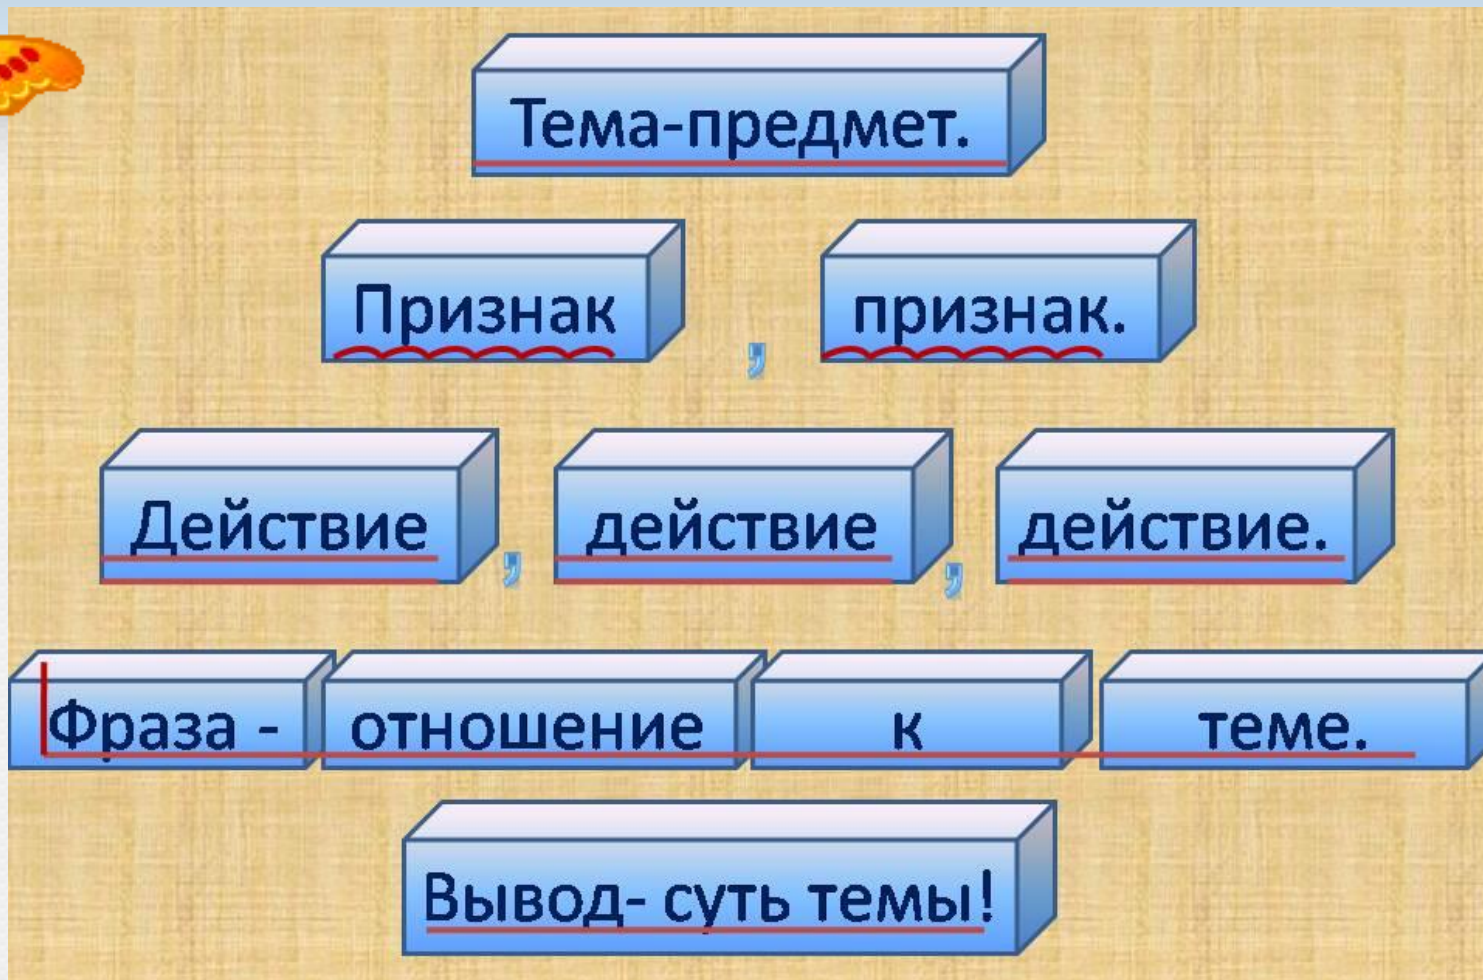 Тема-предмет.
Признак , признак.
Действие , действие , действие.
Фраза - отношение к теме.
Вывод- суть темы!